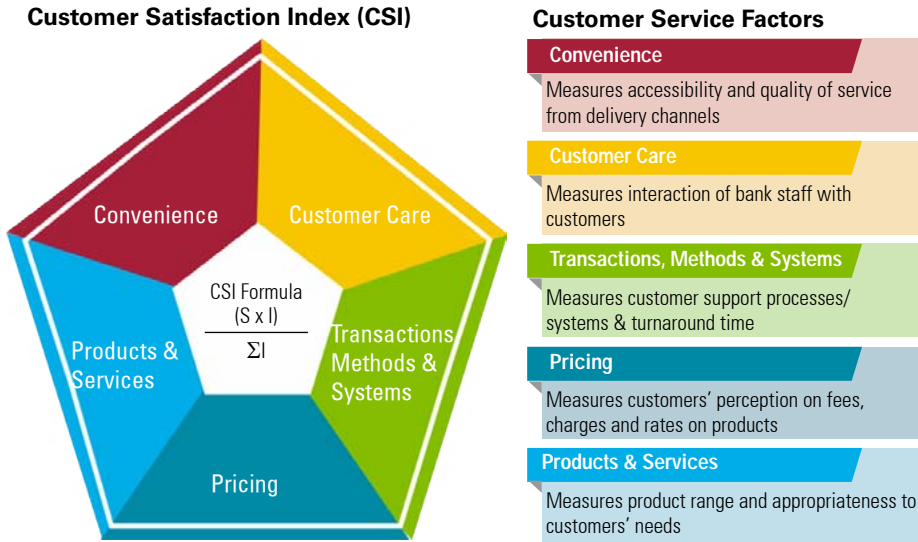 Customer Satisfaction Index (CSI)
Convenience
Customer Care
CSI Formula
(S x I)
ΣI
Products &
Services
Transactions
Methods &
Systems
Pricing
Customer Service Factors
Convenience
Measures accessibility and quality of service
from delivery channels
Customer Care
Measures interaction of bank staff with
customers
Transactions, Methods & Systems
Measures customer support processes/
systems & turnaround time
Pricing
Measures customers’ perception on fees,
charges and rates on products
Products & Services
Measures product range and appropriateness to
customers’ needs